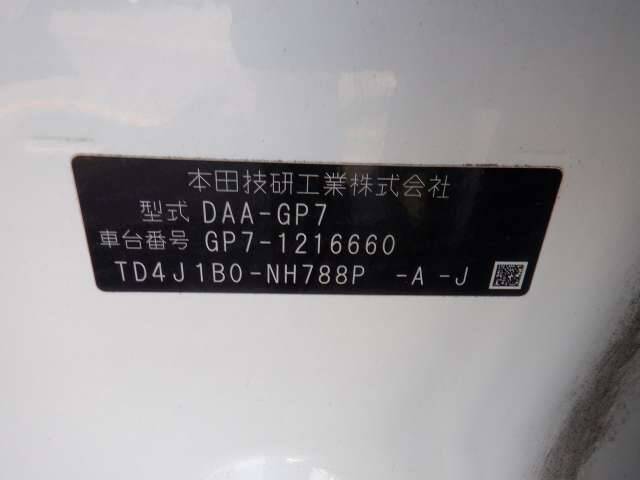 本田技研工業株式会社
型式 DAA-GP7
車台番号 GP7-1216660
TD4J1B0-NH788P -A -J